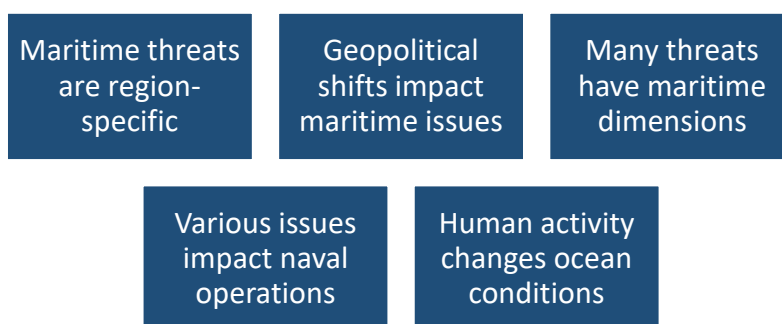 Maritime threats
are region-
specific
Geopolitical
shifts impact
maritime issues
Many threats
have maritime
dimensions
Various issues
impact naval
operations
Human activity
changes ocean
conditions